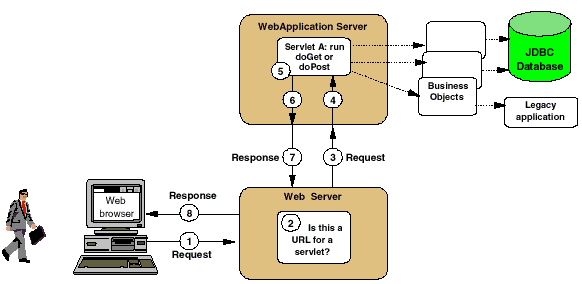 WebApplication Server
Servlet A: run
doGet or
doPost
5
6
4
JDBC
Database
Business
Objects
Legacy
application
Response
7
3
Request
Web Server
2
Is this a
URL for a
servlet?
Web
browser
Response
8
1
Request